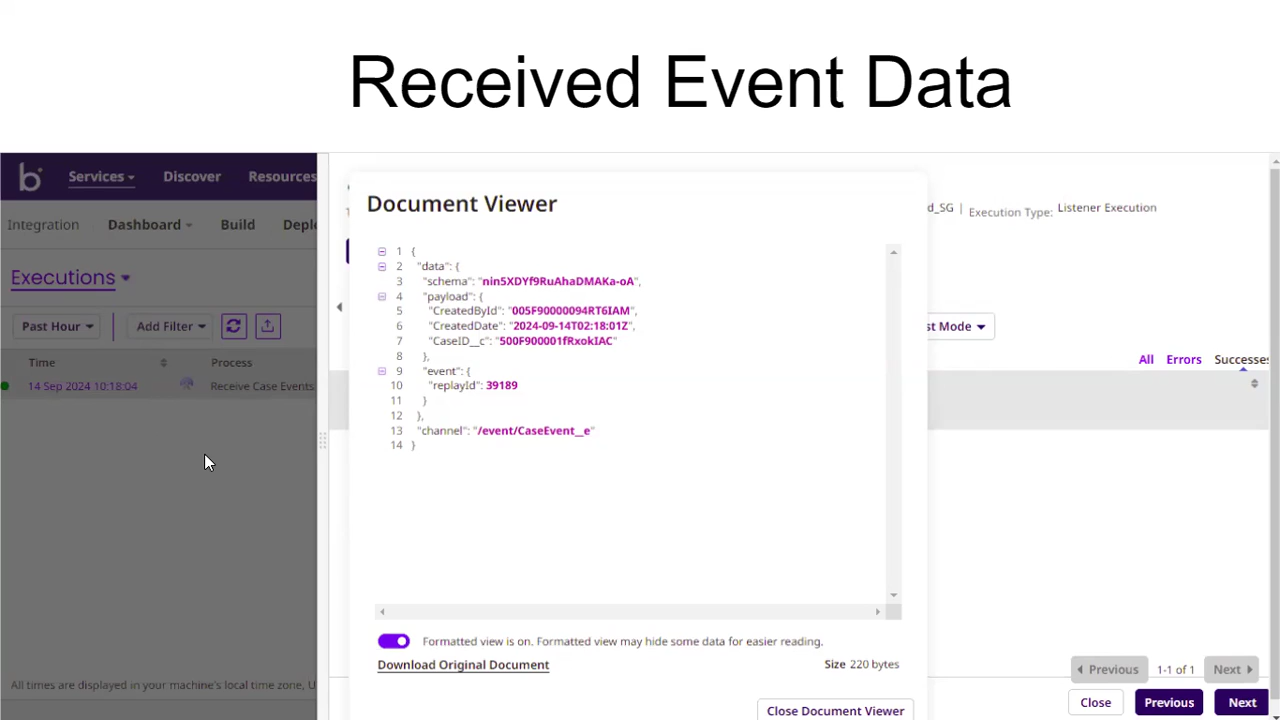 Received Event Data
b
Services
Discover
Resources
Integration
Dashboard
Build
Executions
Past Hour
Add Filter
Time
Process
14 Sep 2024 10:18:04
Receive Case Events
All times are displayed in your machine's local time zone, U
Document Viewer
1 {
2 "data": {
3 "schema": "nin5XDYf9RuAhaDMAKa-oA",
4 "payload": {
5 "CreatedById": "005F90000094RT6IAM",
6 "CreatedDate": "2024-09-14T02:18:01Z",
7 "CaseID__c": "500F900001fRxokIAC"
8 },
9 "event": {
10 "replayId": 39189
11 }
12 },
13 "channel": "/event/CaseEvent__e"
14 }
Formatted view is on. Formatted view may hide some data for easier reading.
Download Original Document
Size 220 bytes
Close Document Viewer
d_SG | Execution Type: Listener Execution
st Mode
All Errors Successes
Previous 1-1 of 1 Next
Close Previous Next